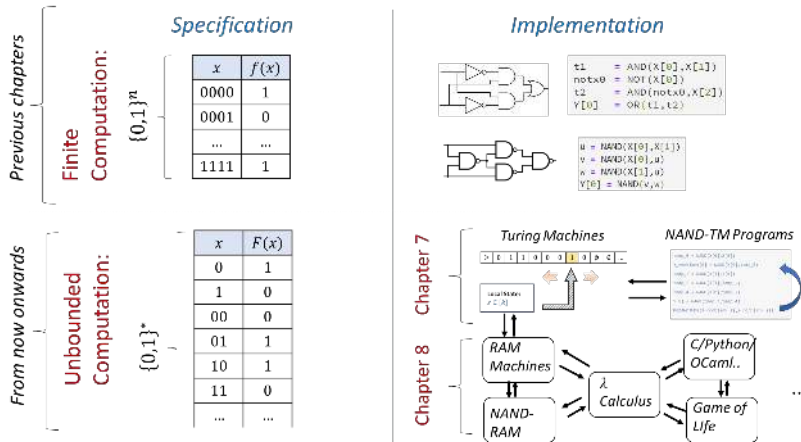 Specification
Implementation
Previous chapters
Finite
Computation:
{0,1}ⁿ
x f(x)
0000 1
0001 0
... ...
1111 1
t1 = AND(X[0],X[1])
notx0 = NOT(X[0])
t2 = AND(notx0,X[2])
Y[0] = OR(t1,t2)
u = NAND(X[0],X[1])
v = NAND(X[0],u)
w = NAND(X[1],u)
Y[0] = NAND(v,w)
From now onwards
Unbounded
Computation:
{0,1}*
x F(x)
0 1
1 0
00 0
01 1
10 1
11 0
... ...
Chapter 7
Turing Machines
NAND-TM Programs
Chapter 8
RAM
Machines
NAND-
RAM
λ
Calculus
C/Python/
OCaml..
Game of
Life
..